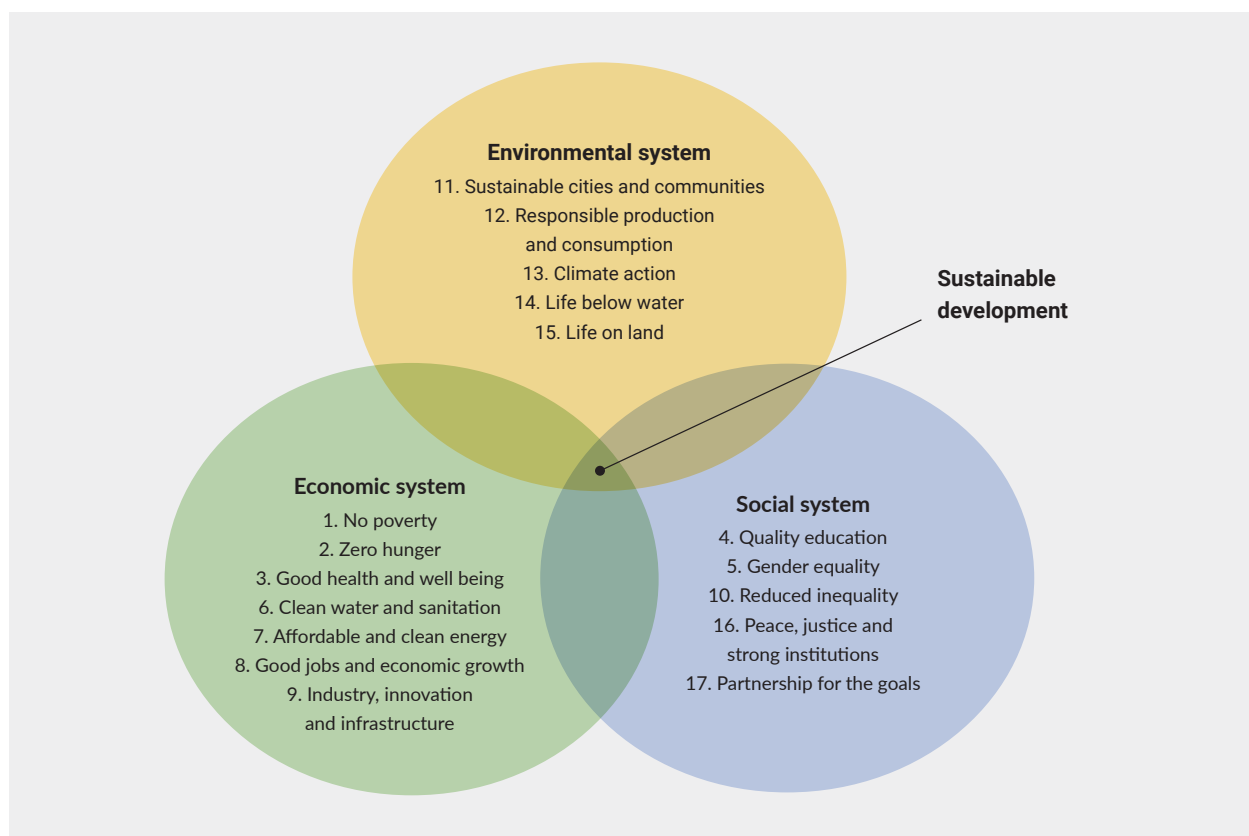 Environmental system
11. Sustainable cities and communities
12. Responsible production
and consumption
13. Climate action
14. Life below water
15. Life on land
Sustainable
development
Economic system
1. No poverty
2. Zero hunger
3. Good health and well being
6. Clean water and sanitation
7. Affordable and clean energy
8. Good jobs and economic growth
9. Industry, innovation
and infrastructure
Social system
4. Quality education
5. Gender equality
10. Reduced inequality
16. Peace, justice and
strong institutions
17. Partnership for the goals